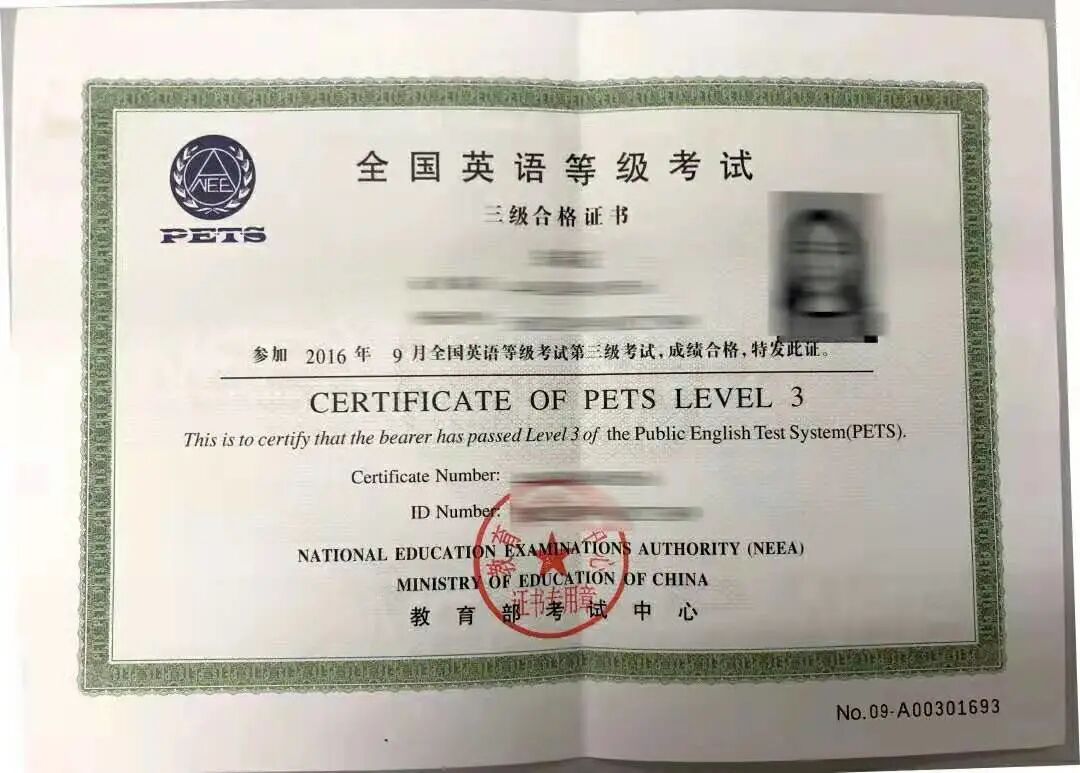 NEEA
PETS
全国英语等级考试
三级合格证书
参加 2016 年 9 月全国英语等级考试第三级考试，成绩合格，特发此证。
CERTIFICATE OF PETS LEVEL 3
This is to certify that the bearer has passed Level 3 of the Public English Test System(PETS).
Certificate Number:
ID Number:
NATIONAL EDUCATION EXAMINATIONS AUTHORITY (NEEA)
MINISTRY OF EDUCATION OF CHINA
教育部考试中心
证书专用章
No.09-A00301693